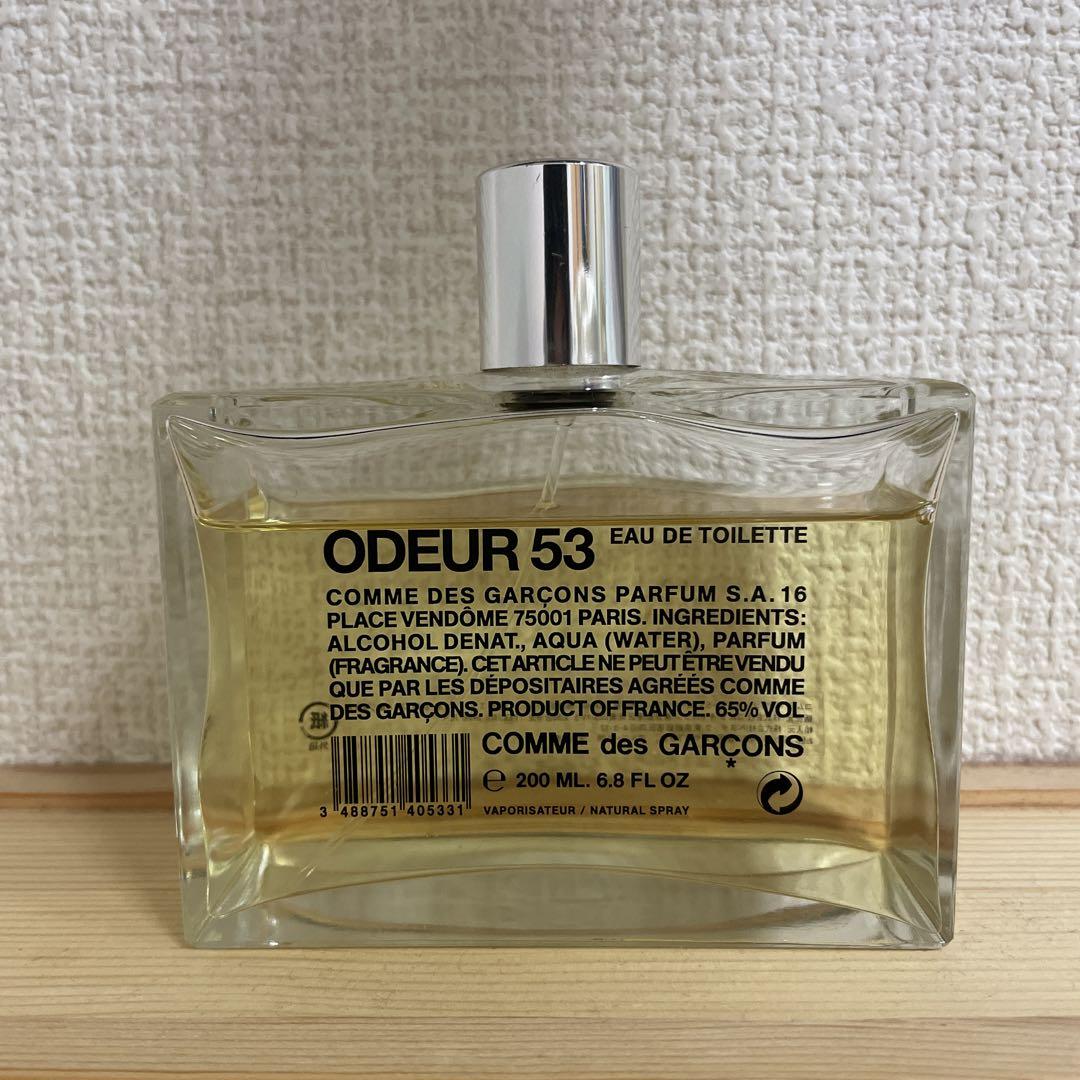 ODEUR 53 EAU DE TOILETTE
COMME DES GARÇONS PARFUM S.A. 16
PLACE VENDÔME 75001 PARIS. INGREDIENTS:
ALCOHOL DENAT., AQUA (WATER), PARFUM
(FRAGRANCE). CET ARTICLE NE PEUT ÊTRE VENDU
QUE PAR LES DÉPOSITAIRES AGRÉÉS COMME
DES GARÇONS. PRODUCT OF FRANCE. 65% VOL
COMME des GARÇONS
*
e 200 ML. 6.8 FL OZ
3 488751 405331
VAPORISATEUR / NATURAL SPRAY